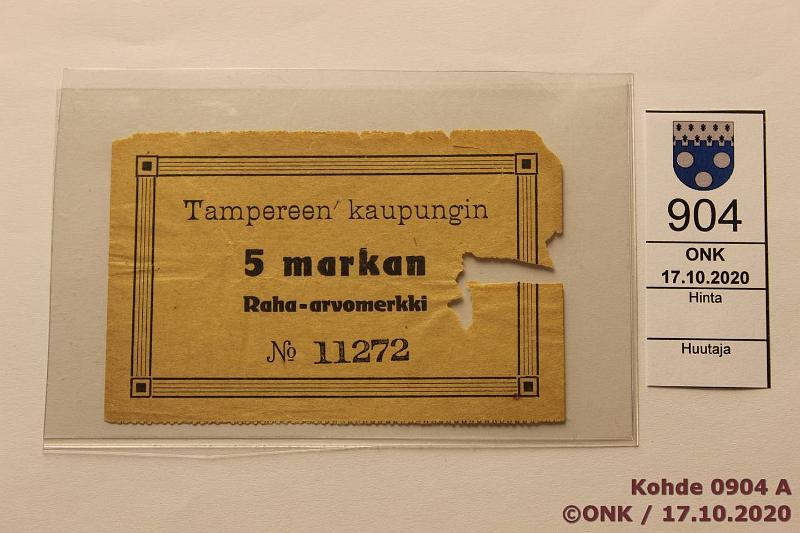 Tampereen kaupungin
5 markan
Raha-arvomerkki
No 11272
904
ONK
17.10.2020
Hinta
Huutaja
Kohde 0904 A
©ONK / 17.10.2020